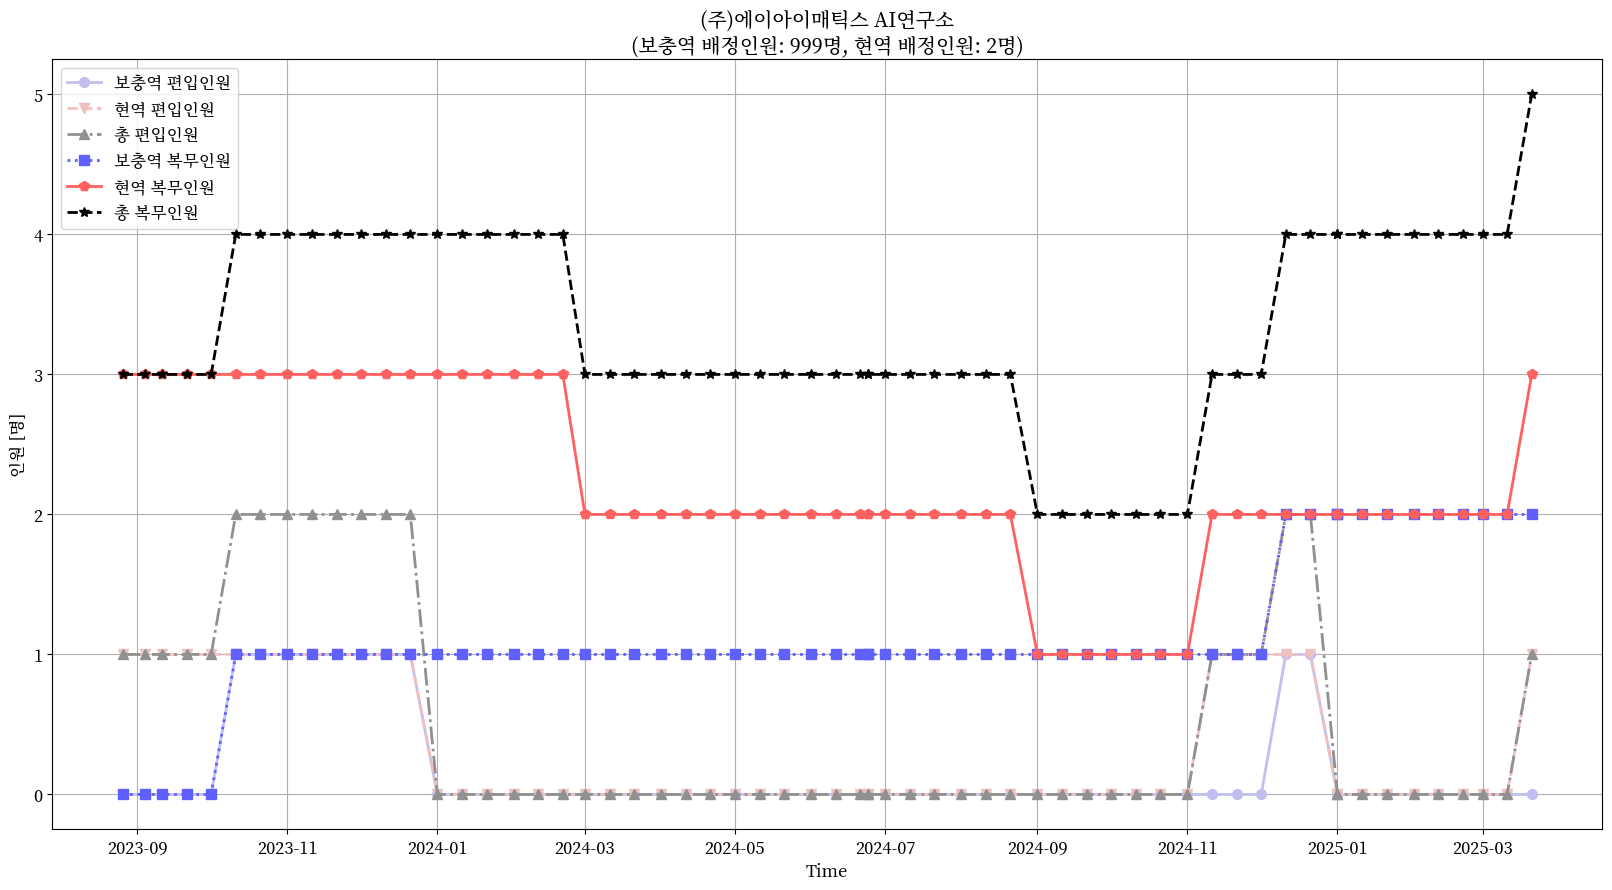 (주)에이아이매틱스 AI연구소
(보충역 배정인원: 999명, 현역 배정인원: 2명)
보충역 편입인원
현역 편입인원
총 편입인원
보충역 복무인원
현역 복무인원
총 복무인원
5
4
3
2
1
0
인원 [명]
2023-09 2023-11 2024-01 2024-03 2024-05 2024-07 2024-09 2024-11 2025-01 2025-03
Time